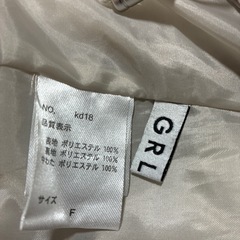 NO. kd18
品質表示
表地 ポリエステル 100%
裏地 ポリエステル 100%
中わた ポリエステル 100%
サイズ
F
GRL